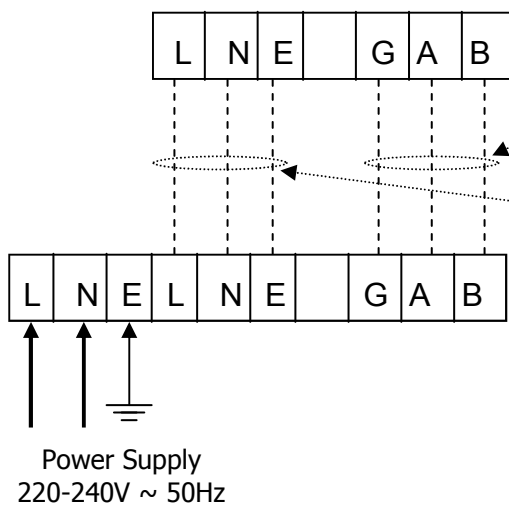 L N E G A B
L N E L N E G A B
Power Supply
220-240V ~ 50Hz